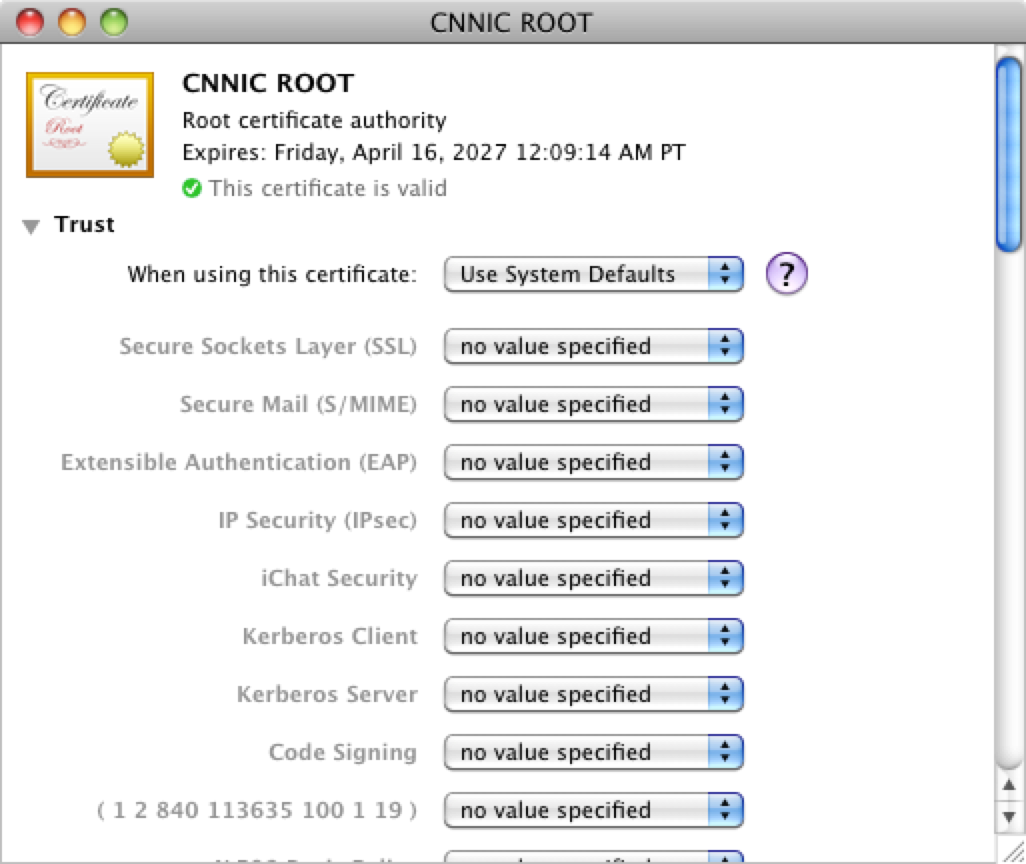 CNNIC ROOT
Certificate
Root
CNNIC ROOT
Root certificate authority
Expires: Friday, April 16, 2027 12:09:14 AM PT
This certificate is valid
Trust
When using this certificate: Use System Defaults ?
Secure Sockets Layer (SSL) no value specified
Secure Mail (S/MIME) no value specified
Extensible Authentication (EAP) no value specified
IP Security (IPsec) no value specified
iChat Security no value specified
Kerberos Client no value specified
Kerberos Server no value specified
Code Signing no value specified
( 1 2 840 113635 100 1 19 ) no value specified